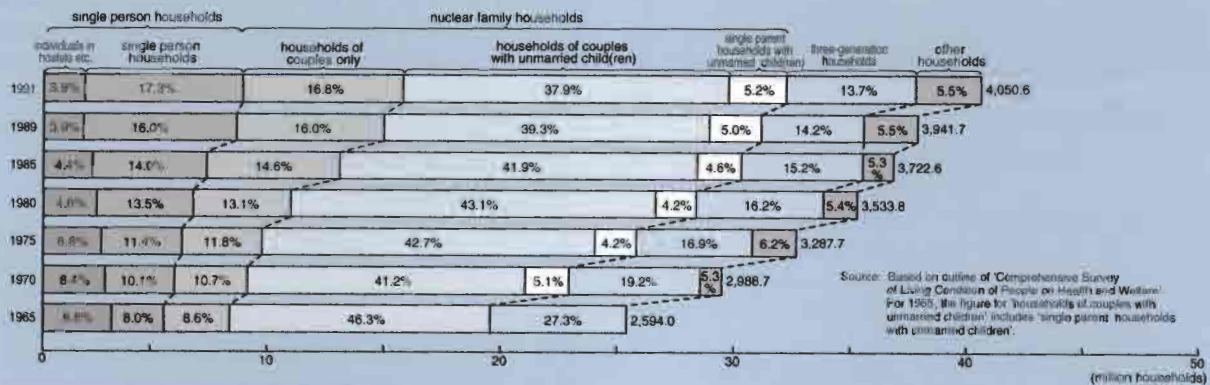 single person households
nuclear family households
individuals in
hostels etc.
single person
households
households of
couples only
households of couples
with unmarried child(ren)
single parent
households with
unmarried child(ren)
three-generation
households
other
households
1991 17.3% 16.8% 37.9% 5.2% 13.7% 5.5% 4,050.6
1989 16.0% 16.0% 39.3% 5.0% 14.2% 5.5% 3,941.7
1985 4.4% 14.0% 14.6% 41.9% 4.6% 15.2% 5.3% 3,722.6
1980 13.5% 13.1% 43.1% 4.2% 16.2% 5.4% 3,533.8
1975 11.4% 11.8% 42.7% 4.2% 16.9% 6.2% 3,287.7
1970 8.4% 10.1% 10.7% 41.2% 5.1% 19.2% 5.3% 2,988.7
1965 8.0% 8.6% 46.3% 27.3% 2,594.0
0 10 20 30 40 50
(million households)
Source: Based on outline of 'Comprehensive Survey
of Living Condition of People on Health and Welfare'.
For 1965, the figure for 'households of couples with
unmarried children' includes 'single parent households
with unmarried children'.